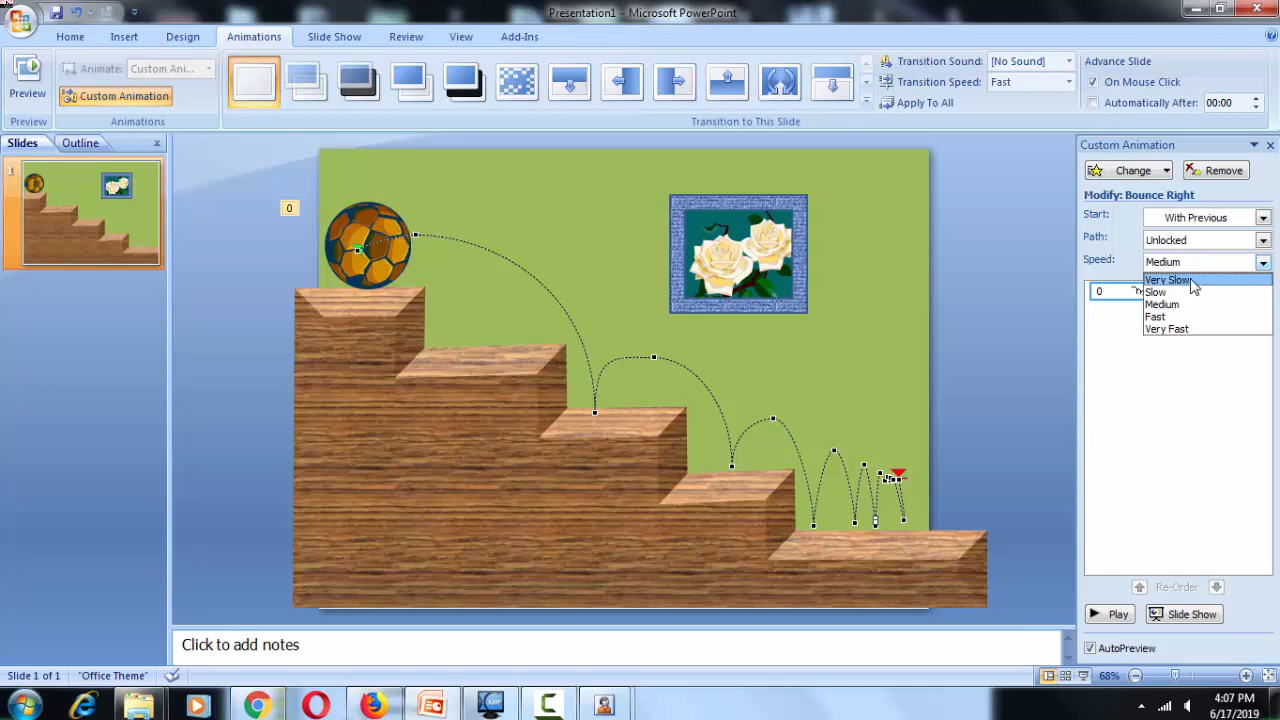 Presentation1 - Microsoft PowerPoint
Home Insert Design Animations Slide Show Review View Add-Ins
Preview
Animate: Custom Ani...
Custom Animation
Transition Sound: [No Sound]
Transition Speed: Fast
Apply To All
Advance Slide
On Mouse Click
Automatically After: 00:00
Preview Animations Transition to This Slide
Slides Outline
1
0
Custom Animation
Change Remove
Modify: Bounce Right
Start: With Previous
Path: Unlocked
Speed: Medium
0
Very Slow
Slow
Medium
Fast
Very Fast
Re-Order
Play Slide Show
AutoPreview
Click to add notes
Slide 1 of 1 "Office Theme" 68%
4:07 PM
6/17/2019